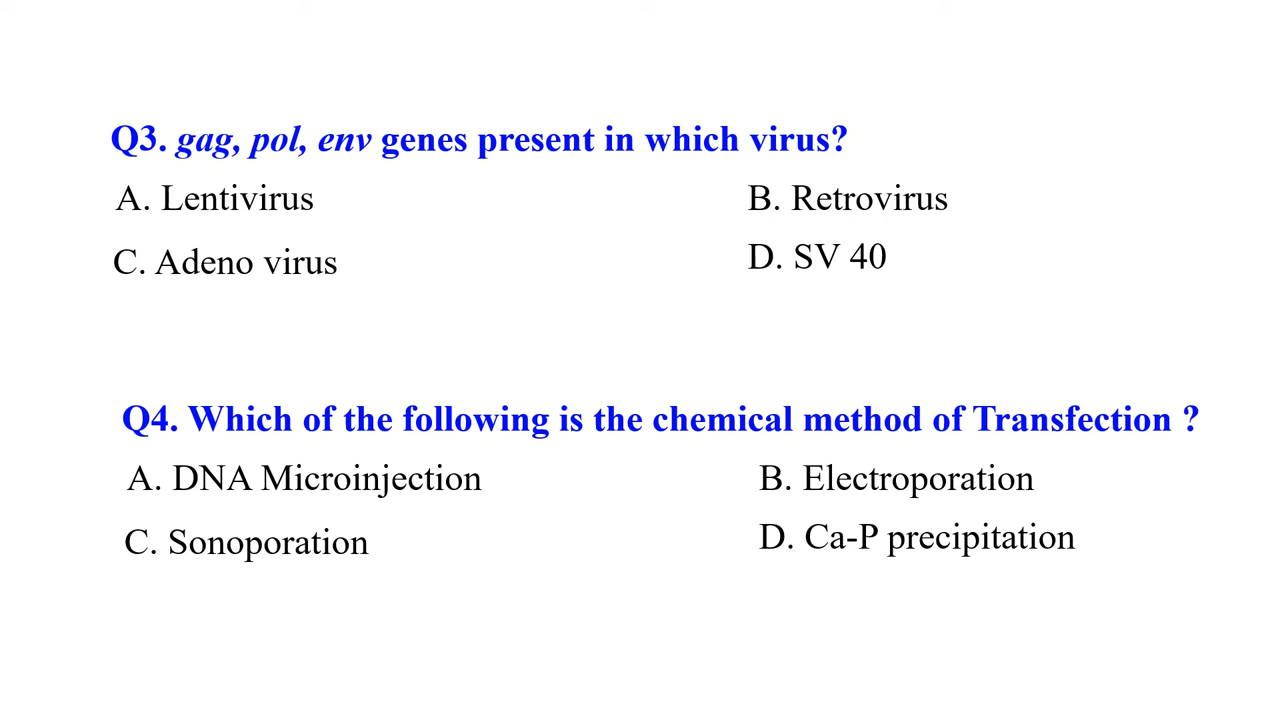 Q3. gag, pol, env genes present in which virus?
A. Lentivirus
B. Retrovirus
C. Adeno virus
D. SV 40
Q4. Which of the following is the chemical method of Transfection ?
A. DNA Microinjection
B. Electroporation
C. Sonoporation
D. Ca-P precipitation